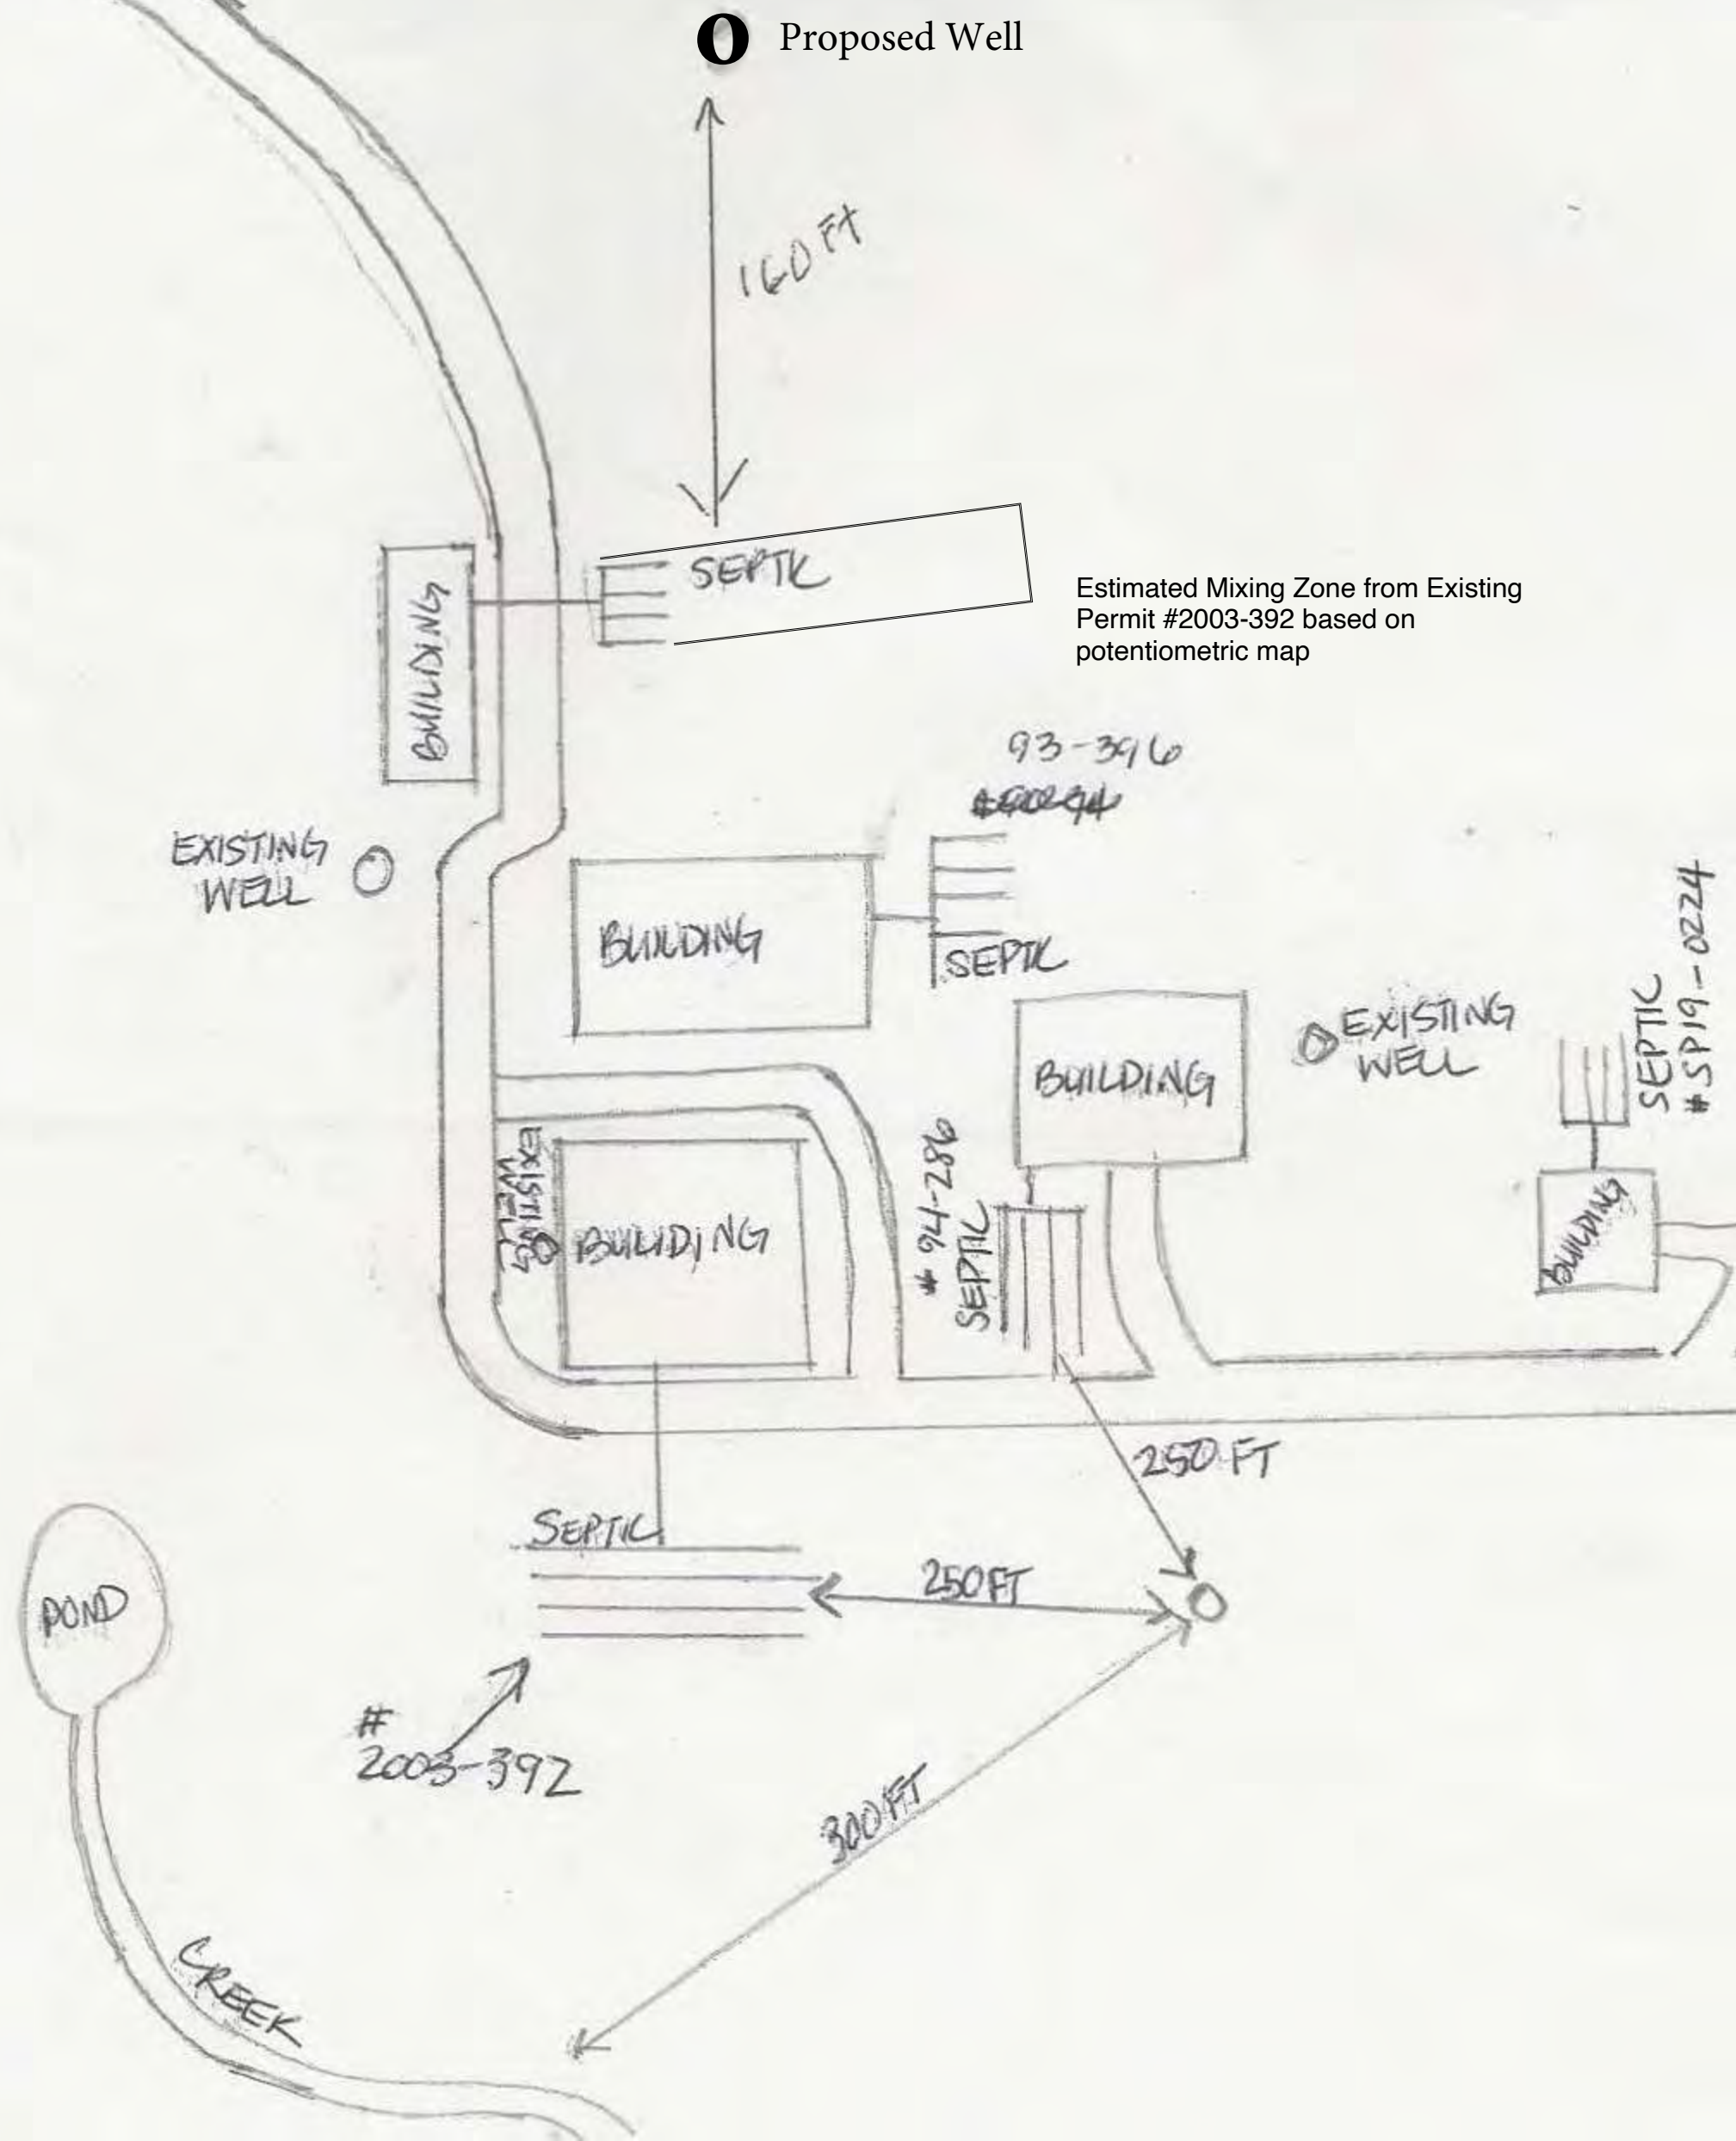 Proposed Well
160 FT
SEPTIC
Estimated Mixing Zone from Existing
Permit #2003-392 based on
potentiometric map
BUILDING
93-396
EXISTING
WELL
BUILDING
SEPTIC
EXISTING
WELL
SEPTIC
# SP19-0224
BUILDING
EXISTING
WELL
BUILDING
# 94-286
SEPTIC
BUILDING
250 FT
SEPTIC
250 FT
POND
#
2003-392
300 FT
CREEK